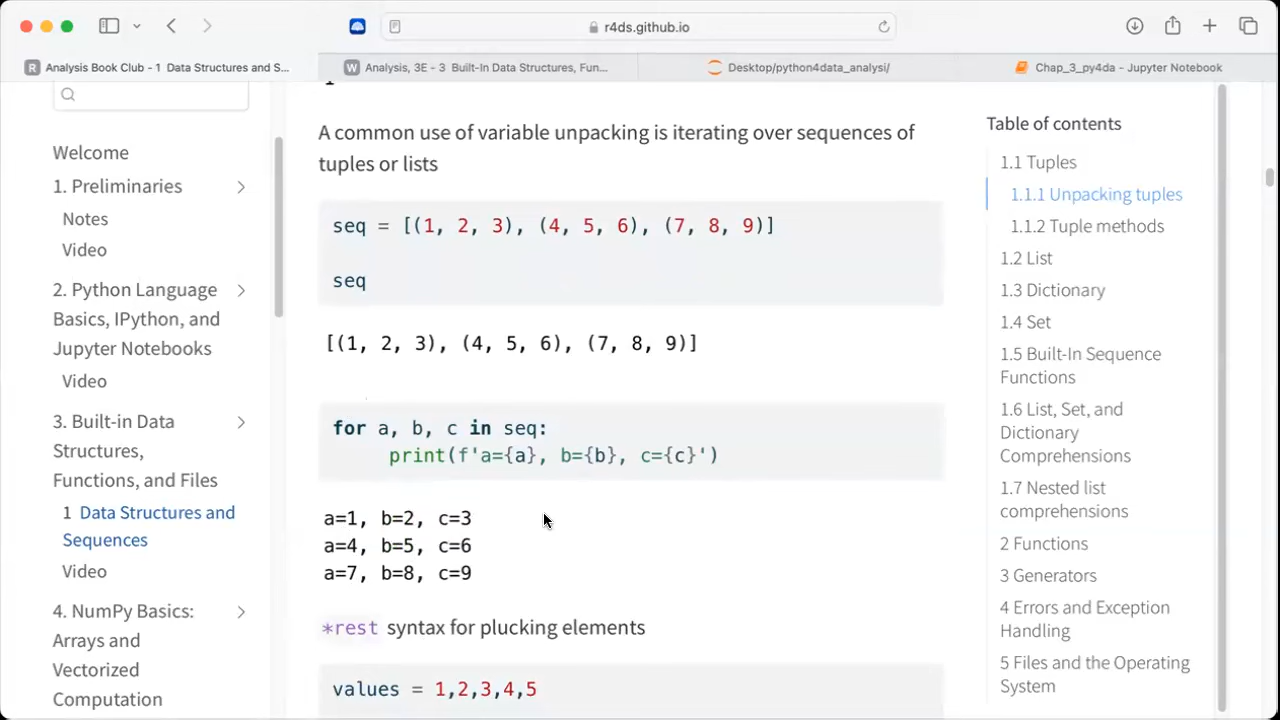 r4ds.github.io
Analysis Book Club - 1 Data Structures and S...
Analysis, 3E - 3 Built-In Data Structures, Fun...
Desktop/python4data_analysi/
Chap_3_py4da - Jupyter Notebook
Welcome
1. Preliminaries
Notes
Video
2. Python Language
Basics, IPython, and
Jupyter Notebooks
Video
3. Built-in Data
Structures,
Functions, and Files
1 Data Structures and
Sequences
Video
4. NumPy Basics:
Arrays and
Vectorized
Computation
A common use of variable unpacking is iterating over sequences of
tuples or lists
seq = [(1, 2, 3), (4, 5, 6), (7, 8, 9)]
seq
[(1, 2, 3), (4, 5, 6), (7, 8, 9)]
for a, b, c in seq:
print(f'a={a}, b={b}, c={c}')
a=1, b=2, c=3
a=4, b=5, c=6
a=7, b=8, c=9
*rest syntax for plucking elements
values = 1,2,3,4,5
Table of contents
1.1 Tuples
1.1.1 Unpacking tuples
1.1.2 Tuple methods
1.2 List
1.3 Dictionary
1.4 Set
1.5 Built-In Sequence
Functions
1.6 List, Set, and
Dictionary
Comprehensions
1.7 Nested list
comprehensions
2 Functions
3 Generators
4 Errors and Exception
Handling
5 Files and the Operating
System